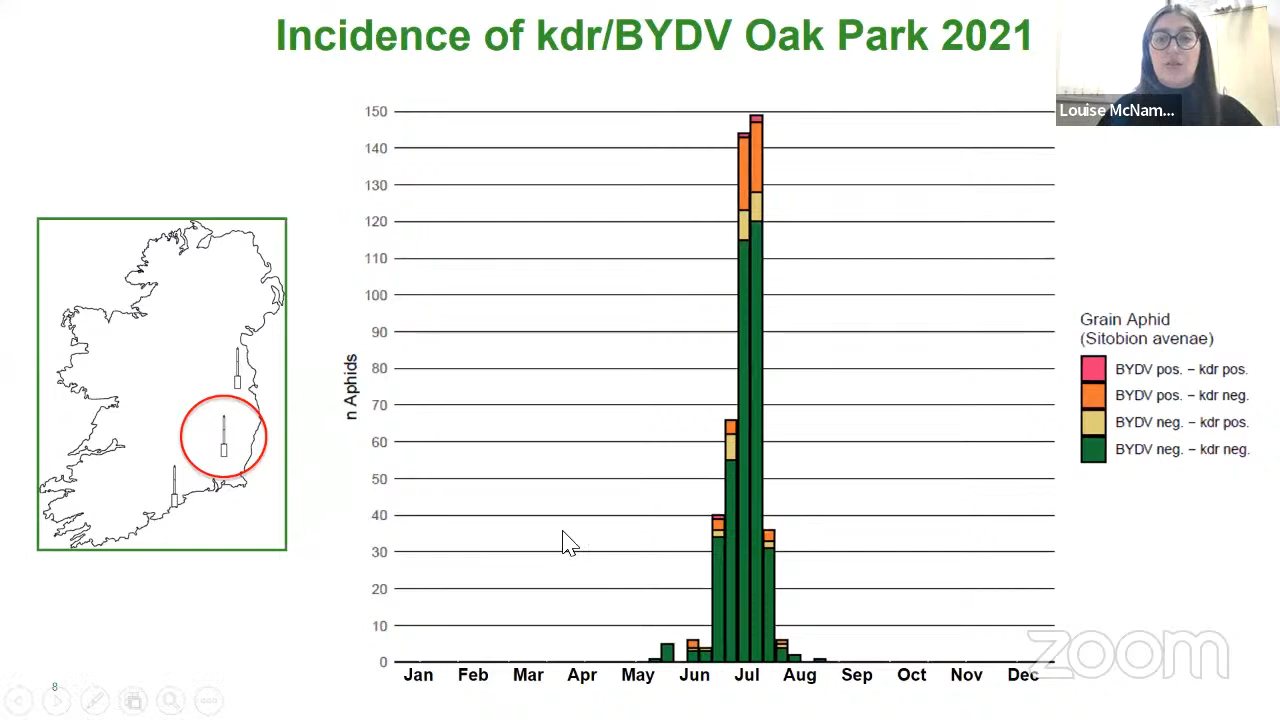 Incidence of kdr/BYDV Oak Park 2021
Louise McNam...
150
140
130
120
110
100
90
80
70
60
50
40
30
20
10
0
n Aphids
Jan Feb Mar Apr May Jun Jul Aug Sep Oct Nov Dec
Grain Aphid
(Sitobion avenae)
BYDV pos. – kdr pos.
BYDV pos. – kdr neg.
BYDV neg. – kdr pos.
BYDV neg. – kdr neg.
zoom
8